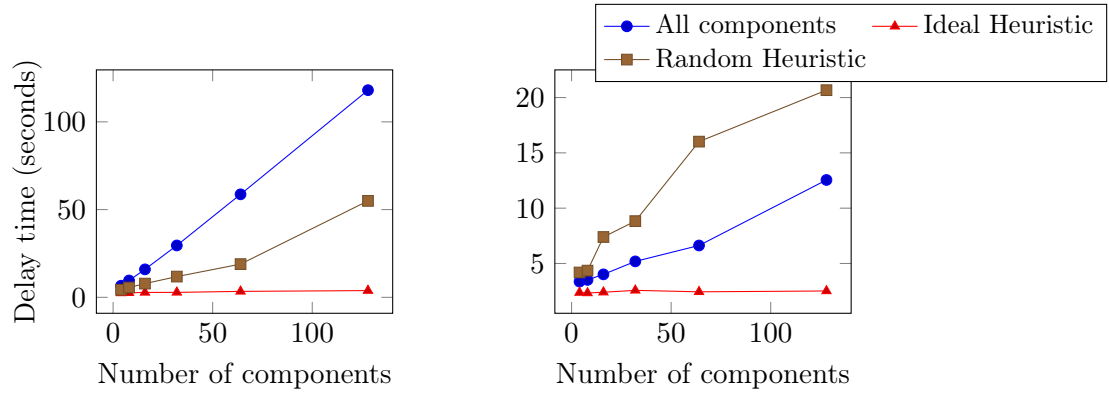 All components
Ideal Heuristic
Random Heuristic
Delay time (seconds)
100
50
0
0
50
100
Number of components
20
15
10
5
0
50
100
Number of components